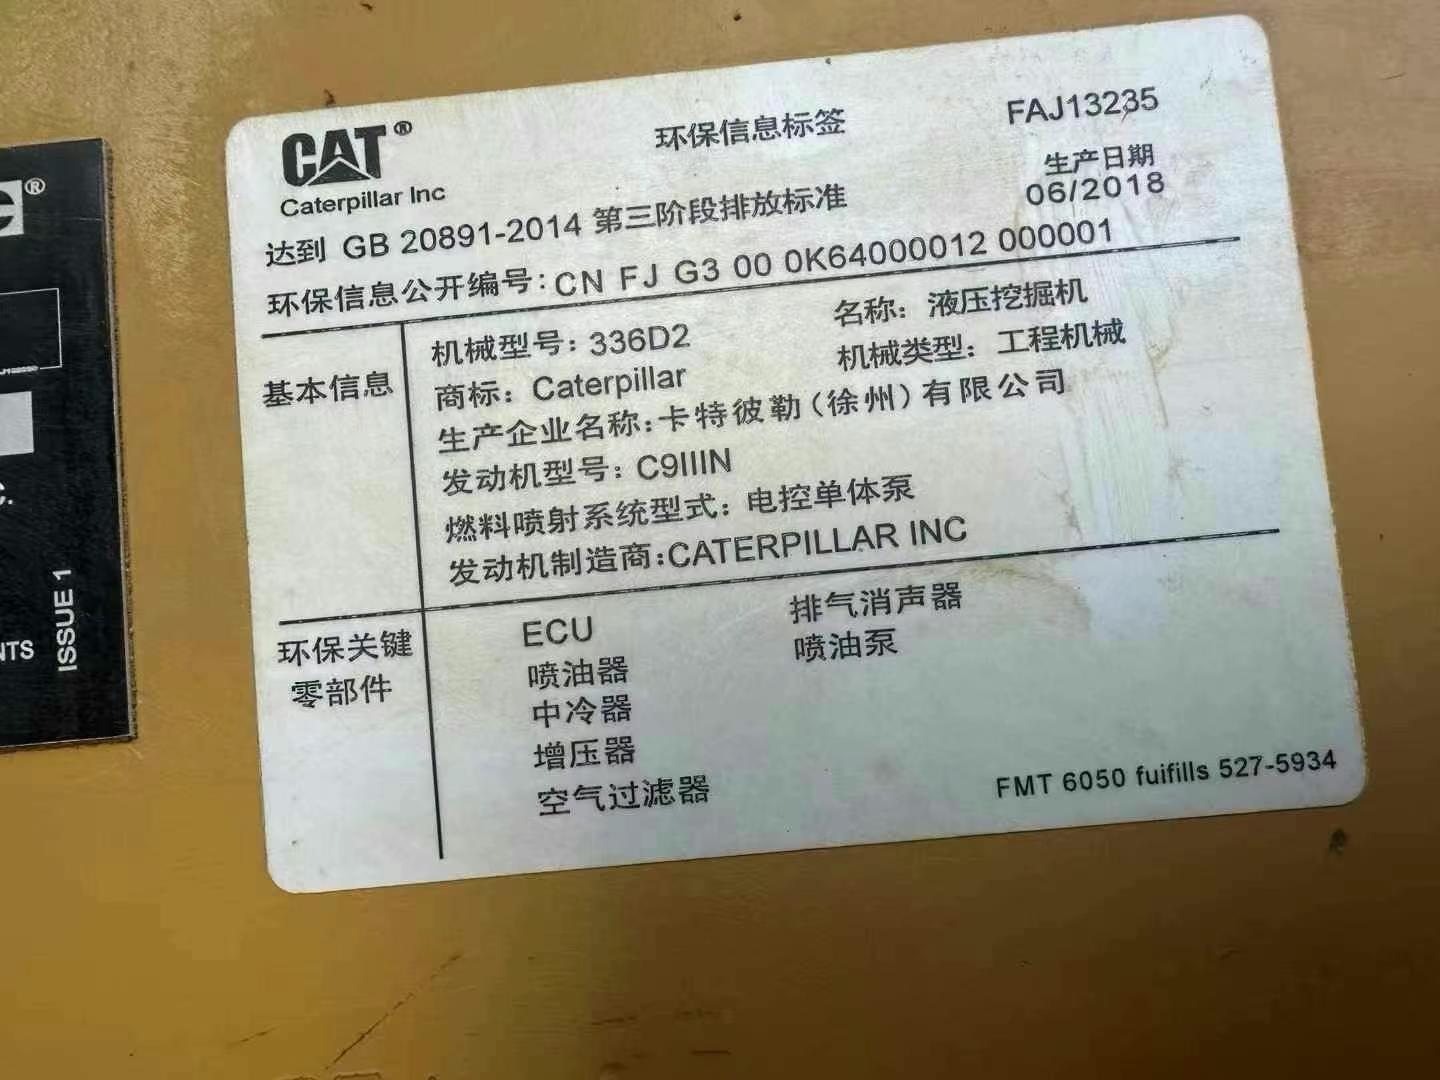 CAT®
Caterpillar Inc
环保信息标签
FAJ13235
生产日期
06/2018
达到 GB 20891-2014 第三阶段排放标准
环保信息公开编号:CN FJ G3 00 0K64000012 000001
基本信息
机械型号: 336D2
名称: 液压挖掘机
商标: Caterpillar
机械类型: 工程机械
生产企业名称:卡特彼勒(徐州)有限公司
发动机型号: C9IIIN
燃料喷射系统型式: 电控单体泵
发动机制造商:CATERPILLAR INC
环保关键
零部件
ECU
排气消声器
喷油器
喷油泵
中冷器
增压器
空气过滤器
FMT 6050 fuifills 527-5934
C®
C.
NTS
ISSUE 1